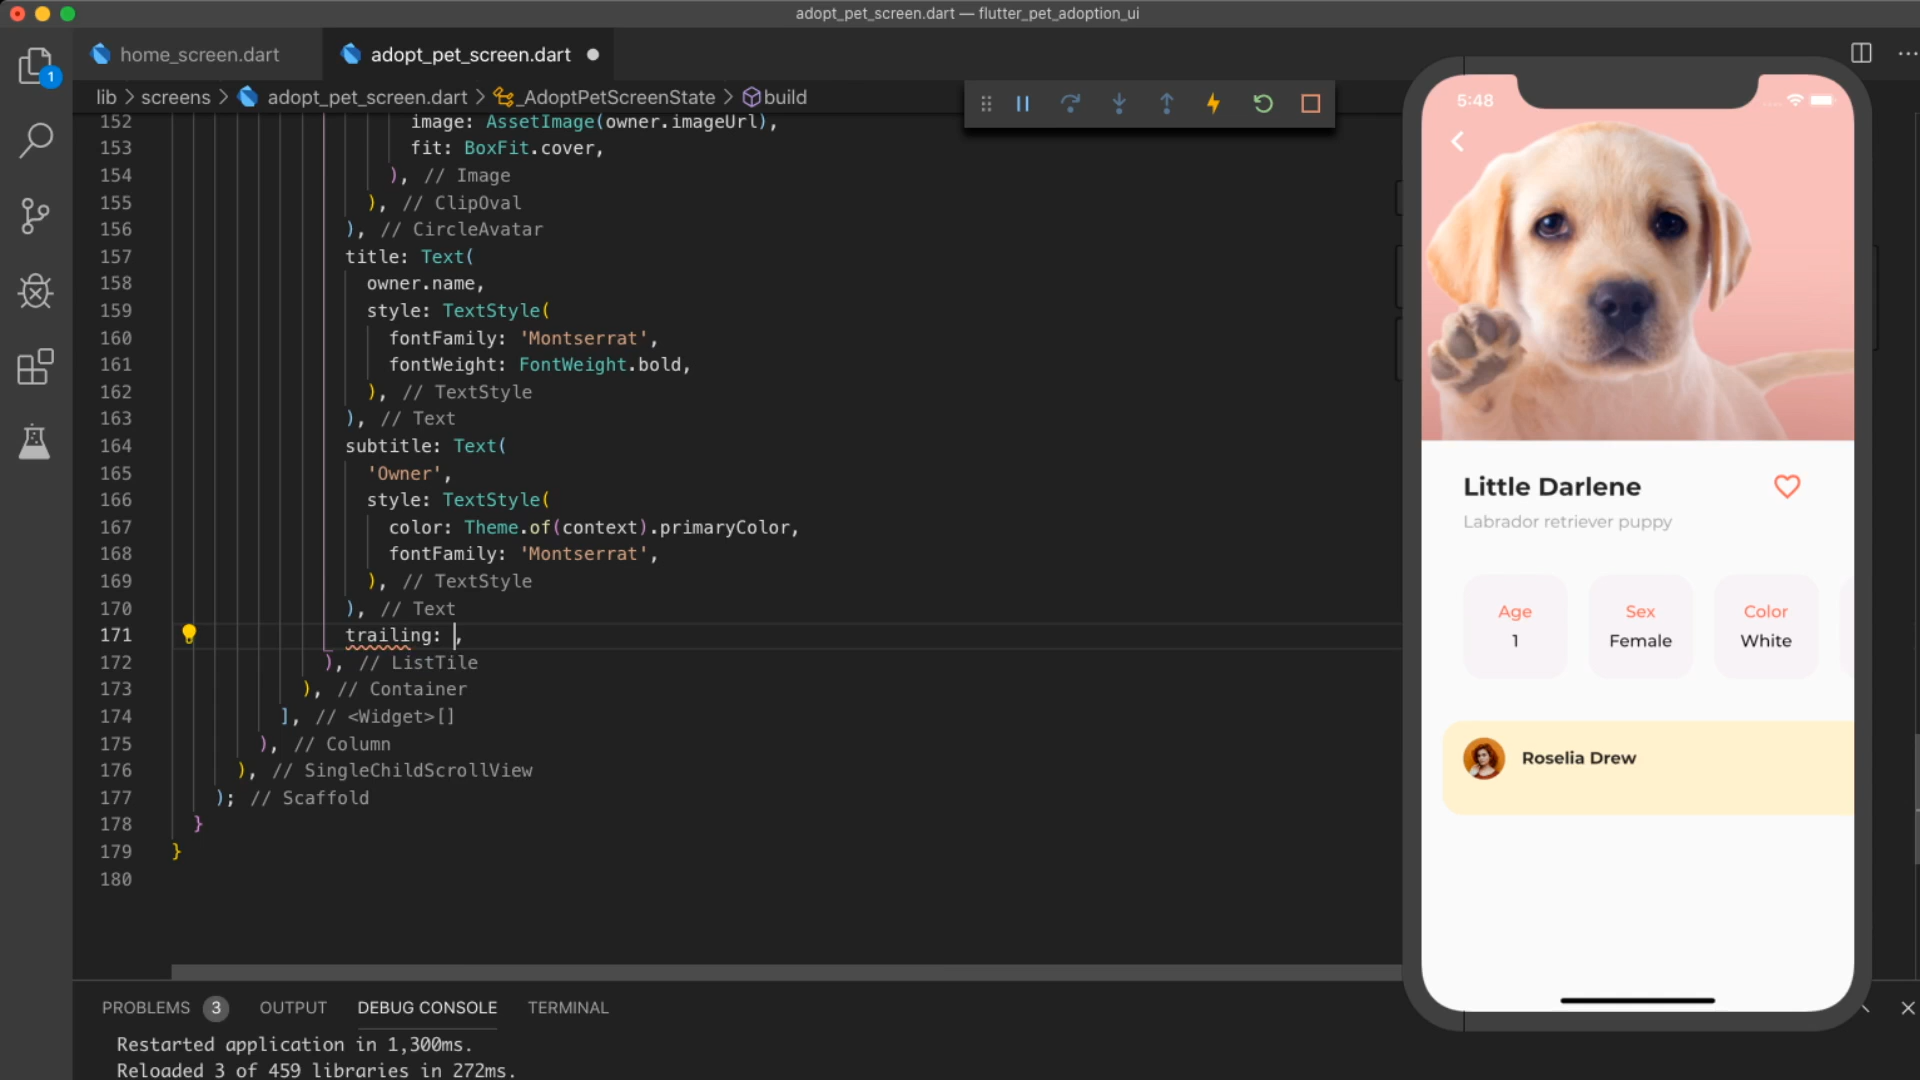 adopt_pet_screen.dart — flutter_pet_adoption_ui
home_screen.dart
adopt_pet_screen.dart
1
lib > screens > adopt_pet_screen.dart > _AdoptPetScreenState > build
152 image: AssetImage(owner.imageUrl),
153 fit: BoxFit.cover,
154 ), // Image
155 ), // ClipOval
156 ), // CircleAvatar
157 title: Text(
158 owner.name,
159 style: TextStyle(
160 fontFamily: 'Montserrat',
161 fontWeight: FontWeight.bold,
162 ), // TextStyle
163 ), // Text
164 subtitle: Text(
165 'Owner',
166 style: TextStyle(
167 color: Theme.of(context).primaryColor,
168 fontFamily: 'Montserrat',
169 ), // TextStyle
170 ), // Text
171 trailing: ,
172 ), // ListTile
173 ), // Container
174 ], // <Widget>[]
175 ), // Column
176 ), // SingleChildScrollView
177 ); // Scaffold
178 }
179 }
180
PROBLEMS 3 OUTPUT DEBUG CONSOLE TERMINAL
Restarted application in 1,300ms.
Reloaded 3 of 459 libraries in 272ms.
5:48
Little Darlene
Labrador retriever puppy
Age
1
Sex
Female
Color
White
Roselia Drew